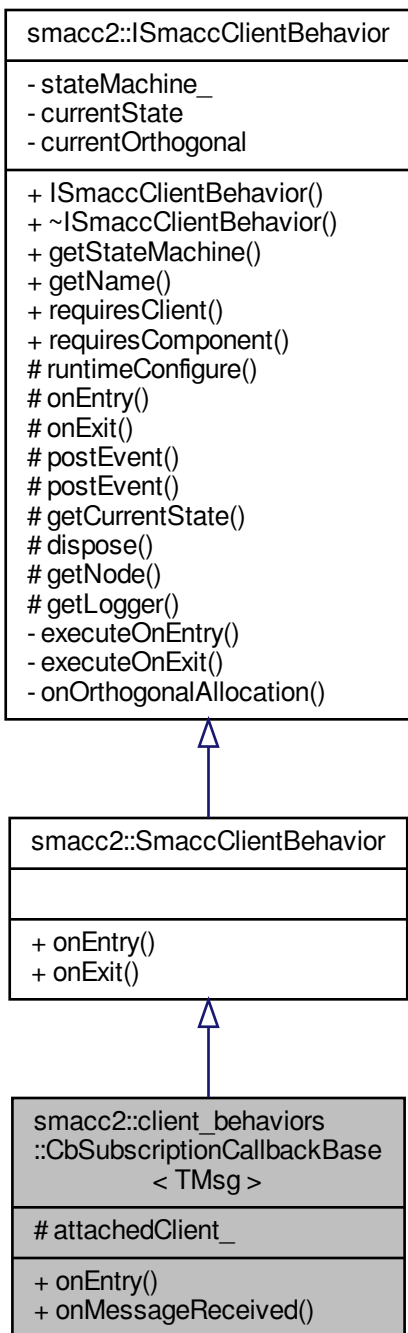 smacc2::ISmaccClientBehavior
- stateMachine_
- currentState
- currentOrthogonal
+ ISmaccClientBehavior()
+ ~ISmaccClientBehavior()
+ getStateMachine()
+ getName()
+ requiresClient()
+ requiresComponent()
# runtimeConfigure()
# onEntry()
# onExit()
# postEvent()
# postEvent()
# getCurrentState()
# dispose()
# getNode()
# getLogger()
- executeOnEntry()
- executeOnExit()
- onOrthogonalAllocation()
smacc2::SmaccClientBehavior
+ onEntry()
+ onExit()
smacc2::client_behaviors
::CbSubscriptionCallbackBase
< TMsg >
# attachedClient_
+ onEntry()
+ onMessageReceived()